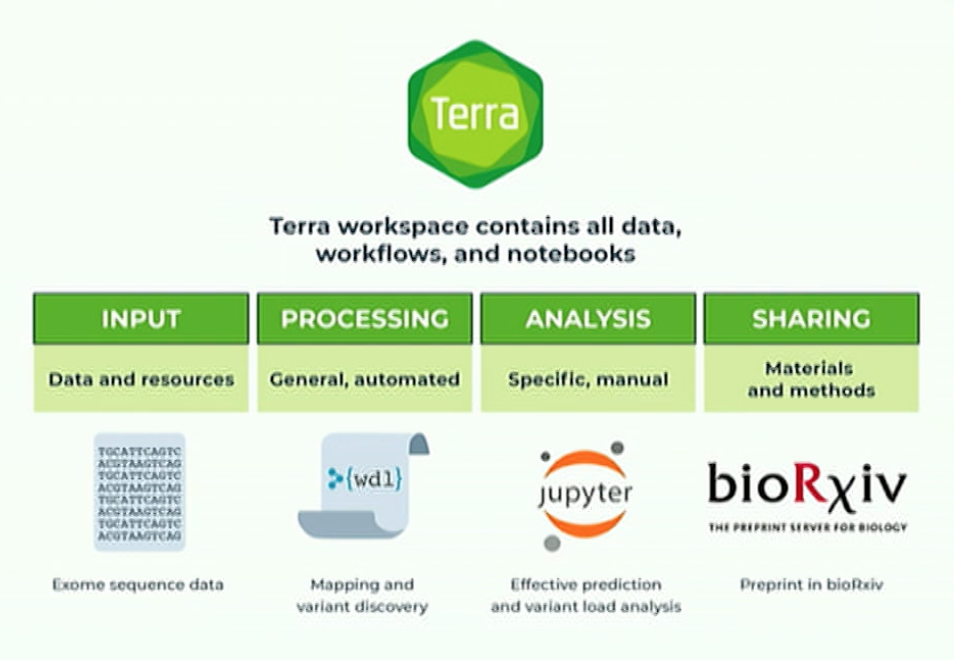 Terra
Terra workspace contains all data,
workflows, and notebooks
INPUT
PROCESSING
ANALYSIS
SHARING
Data and resources
General, automated
Specific, manual
Materials
and methods
TGCATTCAGTC
ACGTAAGTCAG
TGCATTCAGTC
ACGTAAGTCAG
TGCATTCAGTC
ACGTAAGTCAG
TGCATTCAGTC
ACGTAAGTCAG
{wdl}
jupyter
bioRχiv
THE PREPRINT SERVER FOR BIOLOGY
Exome sequence data
Mapping and
variant discovery
Effective prediction
and variant load analysis
Preprint in bioRxiv